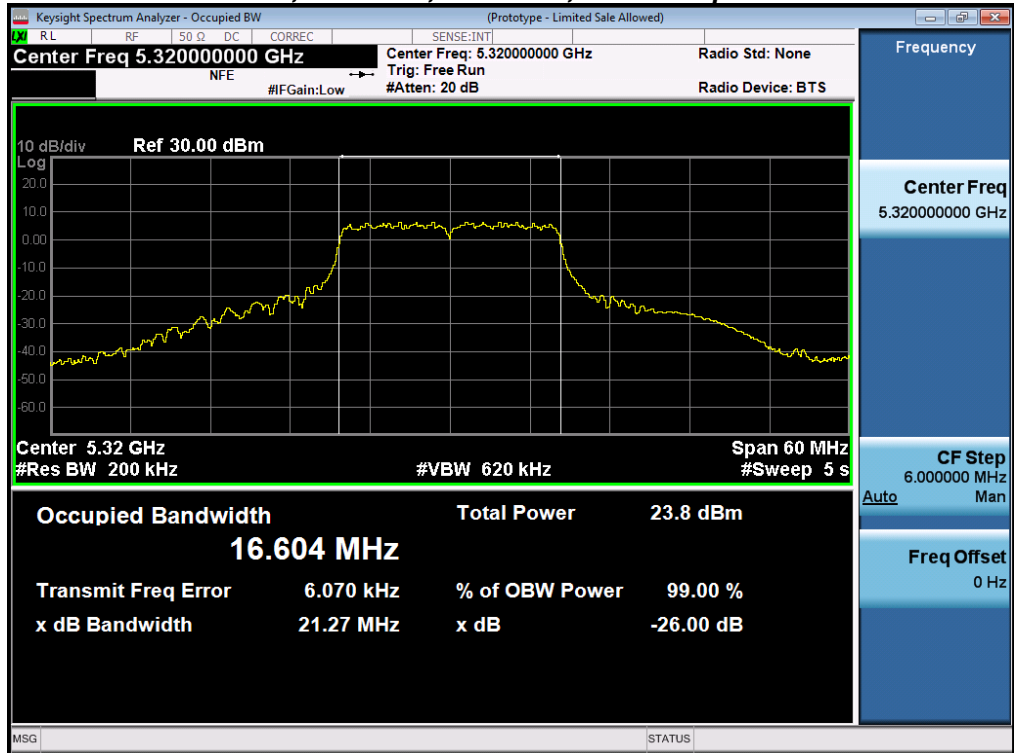 Keysight Spectrum Analyzer - Occupied BW (Prototype - Limited Sale Allowed)
LXI RL RF 50 Ω DC CORREC SENSE:INT
Center Freq 5.320000000 GHz
NFE
#IFGain:Low
Center Freq: 5.320000000 GHz
Trig: Free Run
#Atten: 20 dB
Radio Std: None
Radio Device: BTS
10 dB/div Ref 30.00 dBm
Log
20.0
10.0
0.00
-10.0
-20.0
-30.0
-40.0
-50.0
-60.0
Center 5.32 GHz Span 60 MHz
#Res BW 200 kHz #VBW 620 kHz #Sweep 5 s
Occupied Bandwidth Total Power 23.8 dBm
16.604 MHz
Transmit Freq Error 6.070 kHz % of OBW Power 99.00 %
x dB Bandwidth 21.27 MHz x dB -26.00 dB
Frequency
Center Freq
5.320000000 GHz
CF Step
6.000000 MHz
Auto Man
Freq Offset
0 Hz
MSG STATUS